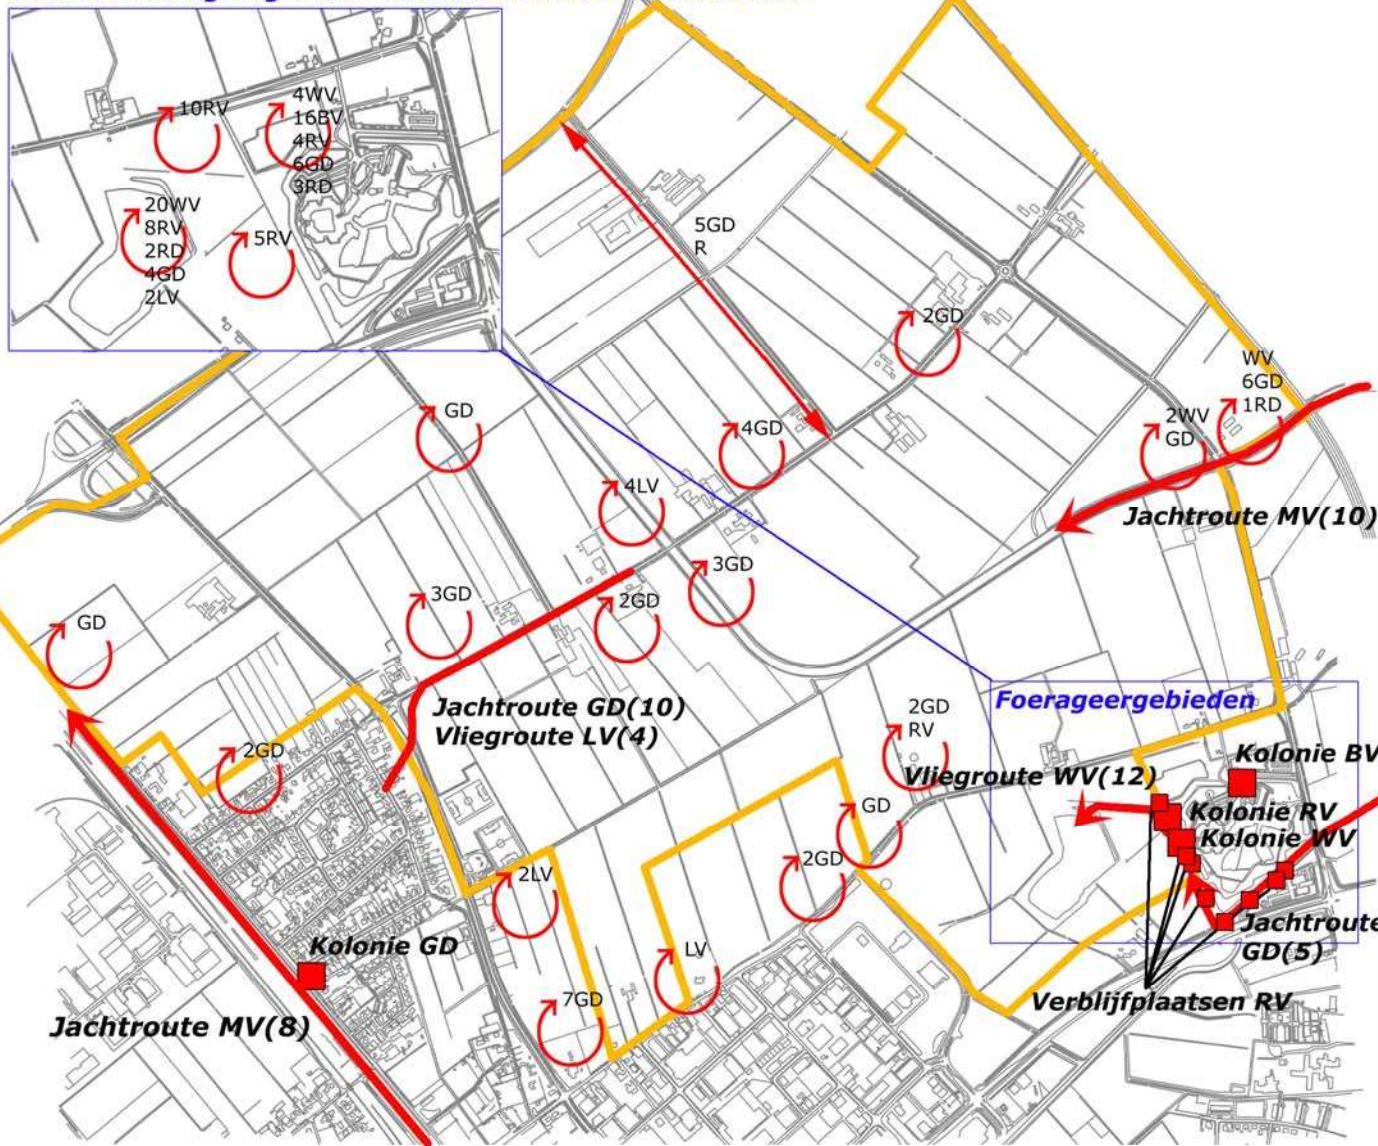 10RV
4WV
16BV
4RV
6GD
3RD
20WV
8RV
2RD
4GD
2LV
5RV
5GD
R
2GD
WV
6GD
1RD
2WV
GD
GD
4GD
4LV
Jachtroute MV(10)
3GD
3GD
2GD
GD
Jachtroute GD(10)
Vliegroute LV(4)
2GD
RV
Foerageergebieden
2GD
Kolonie BV
Vliegroute WV(12)
GD
Kolonie RV
Kolonie WV
2GD
2LV
Kolonie GD
LV
Jachtroute
GD(5)
7GD
Verblijfplaatsen RV
Jachtroute MV(8)